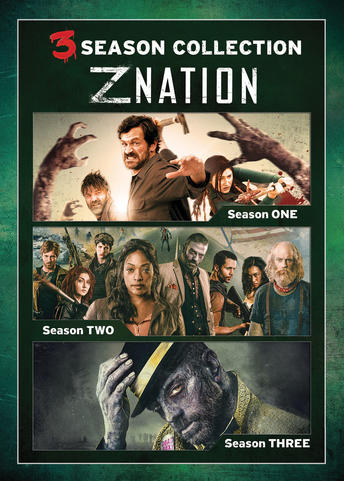 3 SEASON COLLECTION
Z NATION
Season ONE
Season TWO
Season THREE